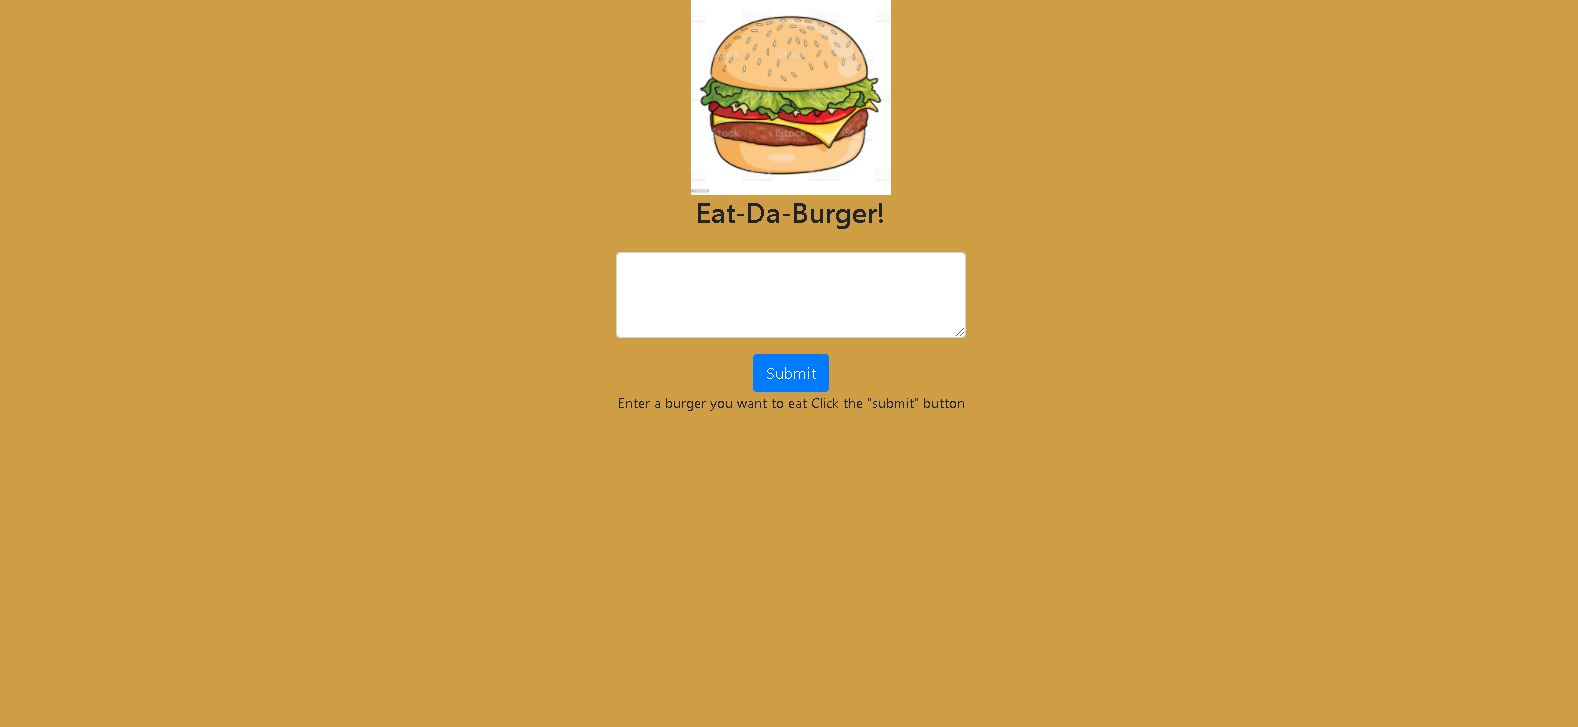 iStock
iStock
iStock
Eat-Da-Burger!
Submit
Enter a burger you want to eat Click the "submit" button